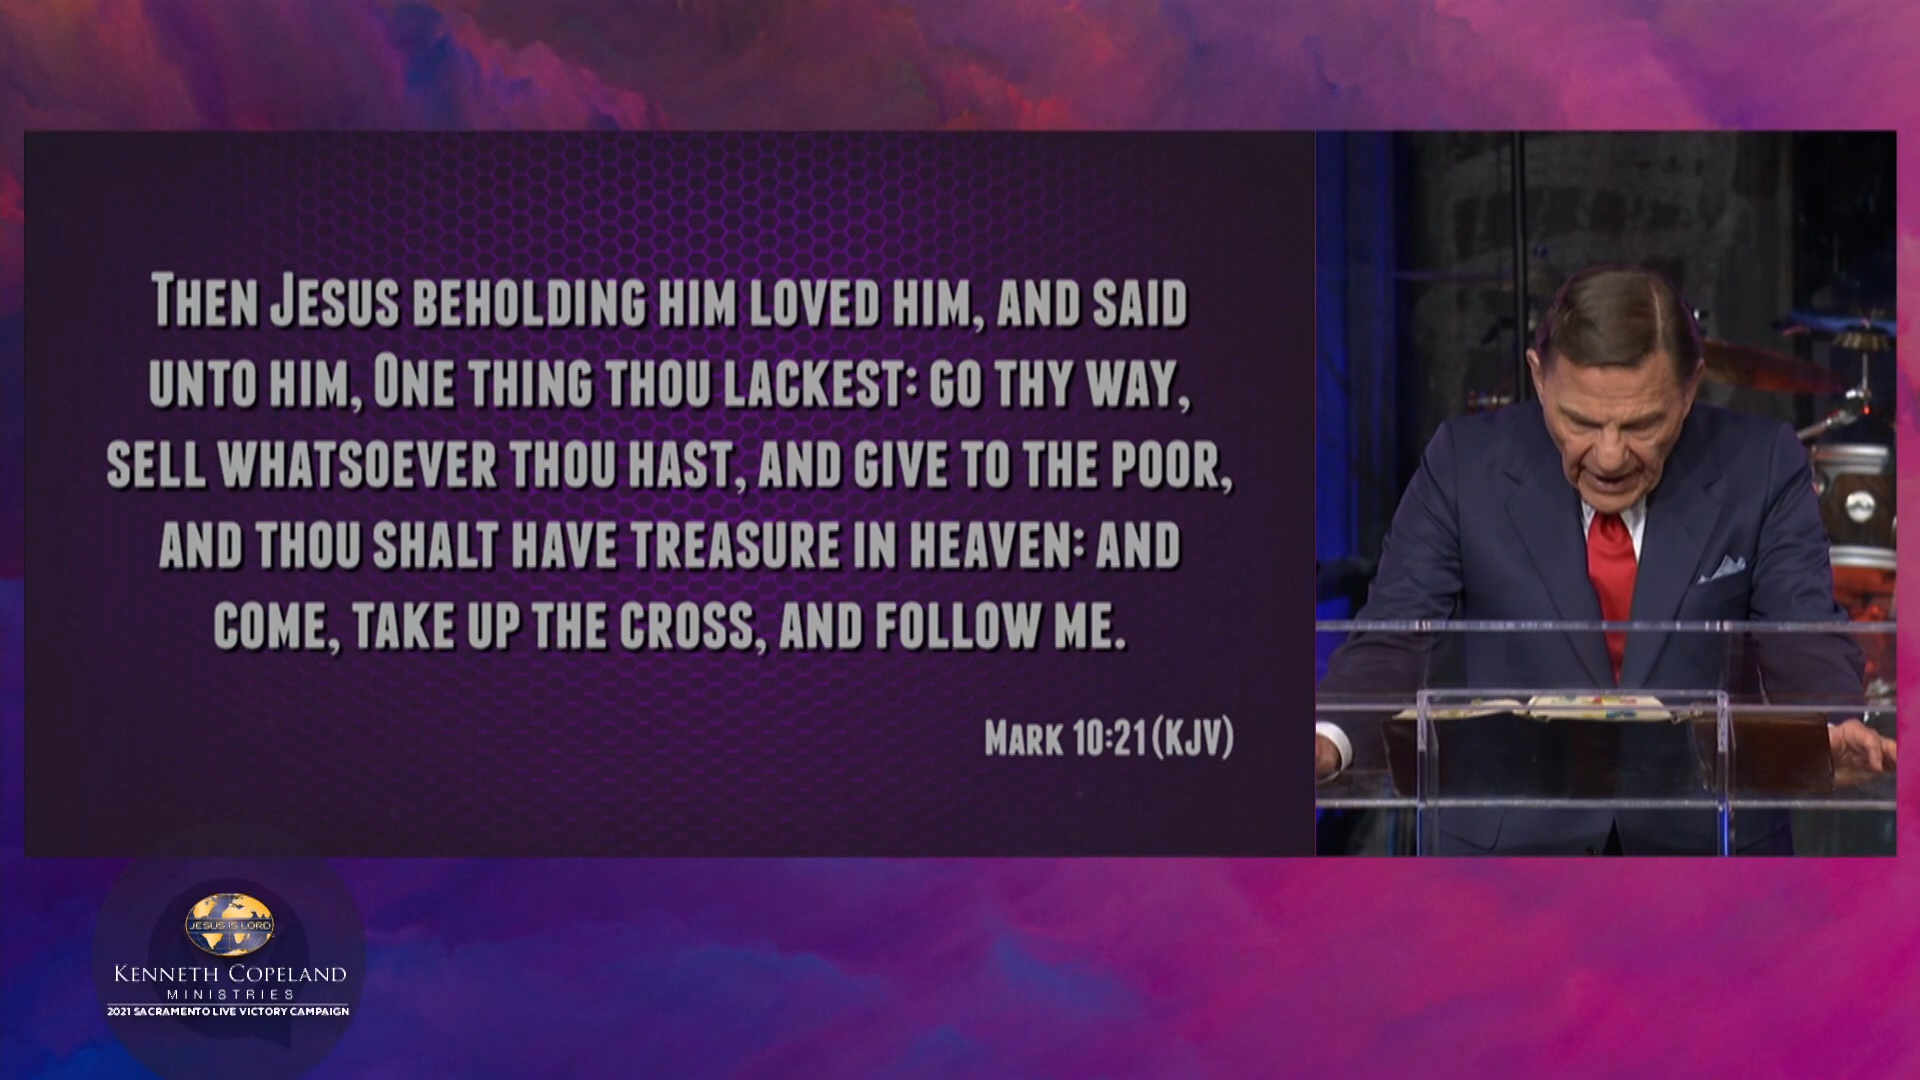 THEN JESUS BEHOLDING HIM LOVED HIM, AND SAID
UNTO HIM, ONE THING THOU LACKEST: GO THY WAY,
SELL WHATSOEVER THOU HAST, AND GIVE TO THE POOR,
AND THOU SHALT HAVE TREASURE IN HEAVEN: AND
COME, TAKE UP THE CROSS, AND FOLLOW ME.
MARK 10:21 (KJV)
JESUS IS LORD
KENNETH COPELAND
MINISTRIES
2021 SACRAMENTO LIVE VICTORY CAMPAIGN